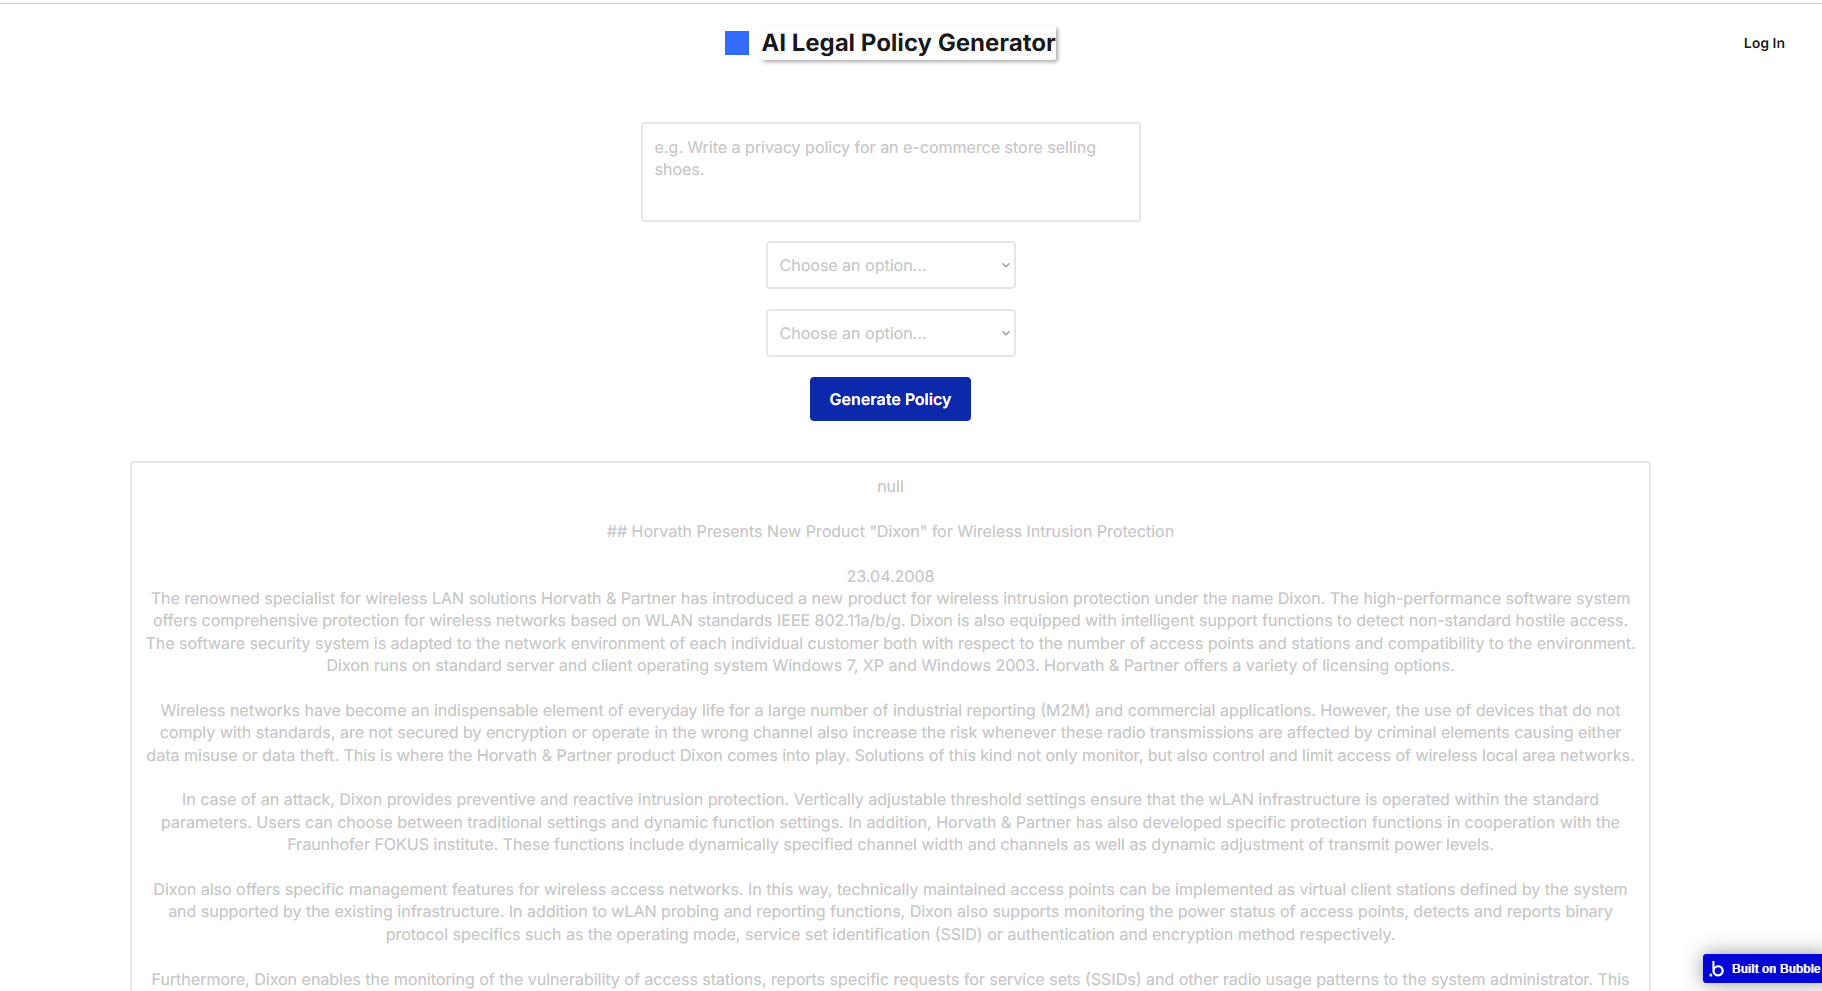 AI Legal Policy Generator
Log In
e.g. Write a privacy policy for an e-commerce store selling
shoes.
Choose an option...
Choose an option...
Generate Policy
null
## Horvath Presents New Product "Dixon" for Wireless Intrusion Protection
23.04.2008
The renowned specialist for wireless LAN solutions Horvath & Partner has introduced a new product for wireless intrusion protection under the name Dixon. The high-performance software system
offers comprehensive protection for wireless networks based on WLAN standards IEEE 802.11a/b/g. Dixon is also equipped with intelligent support functions to detect non-standard hostile access.
The software security system is adapted to the network environment of each individual customer both with respect to the number of access points and stations and compatibility to the environment.
Dixon runs on standard server and client operating system Windows 7, XP and Windows 2003. Horvath & Partner offers a variety of licensing options.
Wireless networks have become an indispensable element of everyday life for a large number of industrial reporting (M2M) and commercial applications. However, the use of devices that do not
comply with standards, are not secured by encryption or operate in the wrong channel also increase the risk whenever these radio transmissions are affected by criminal elements causing either
data misuse or data theft. This is where the Horvath & Partner product Dixon comes into play. Solutions of this kind not only monitor, but also control and limit access of wireless local area networks.
In case of an attack, Dixon provides preventive and reactive intrusion protection. Vertically adjustable threshold settings ensure that the wLAN infrastructure is operated within the standard
parameters. Users can choose between traditional settings and dynamic function settings. In addition, Horvath & Partner has also developed specific protection functions in cooperation with the
Fraunhofer FOKUS institute. These functions include dynamically specified channel width and channels as well as dynamic adjustment of transmit power levels.
Dixon also offers specific management features for wireless access networks. In this way, technically maintained access points can be implemented as virtual client stations defined by the system
and supported by the existing infrastructure. In addition to wLAN probing and reporting functions, Dixon also supports monitoring the power status of access points, detects and reports binary
protocol specifics such as the operating mode, service set identification (SSID) or authentication and encryption method respectively.
Furthermore, Dixon enables the monitoring of the vulnerability of access stations, reports specific requests for service sets (SSIDs) and other radio usage patterns to the system administrator. This
Built on Bubble